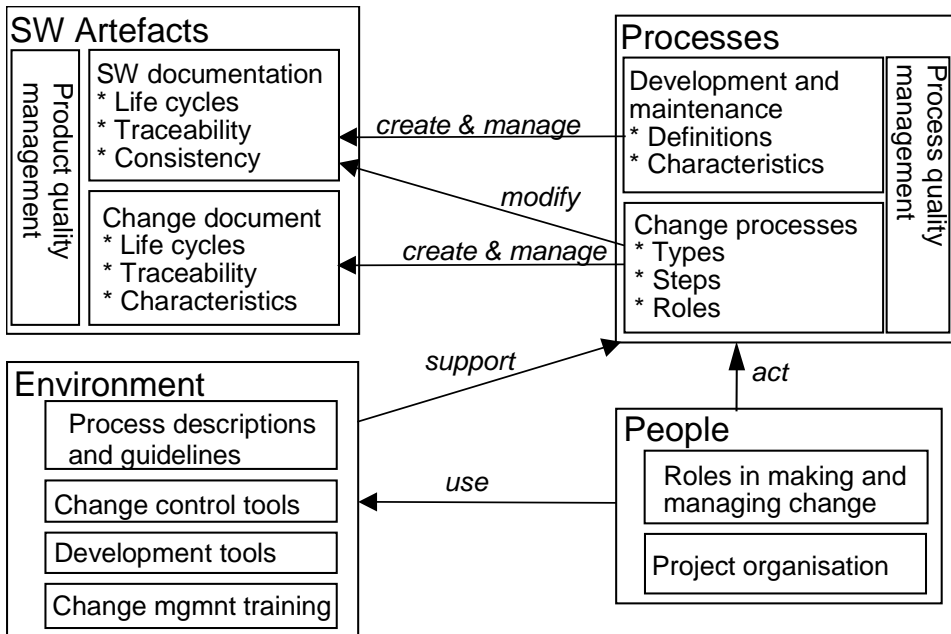 SW Artefacts
Product quality
management
SW documentation
* Life cycles
* Traceability
* Consistency
Change document
* Life cycles
* Traceability
* Characteristics
create & manage
modify
create & manage
Processes
Development and
maintenance
* Definitions
* Characteristics
Change processes
* Types
* Steps
* Roles
Process quality
management
support
act
use
Environment
Process descriptions
and guidelines
Change control tools
Development tools
Change mgmnt training
People
Roles in making and
managing change
Project organisation